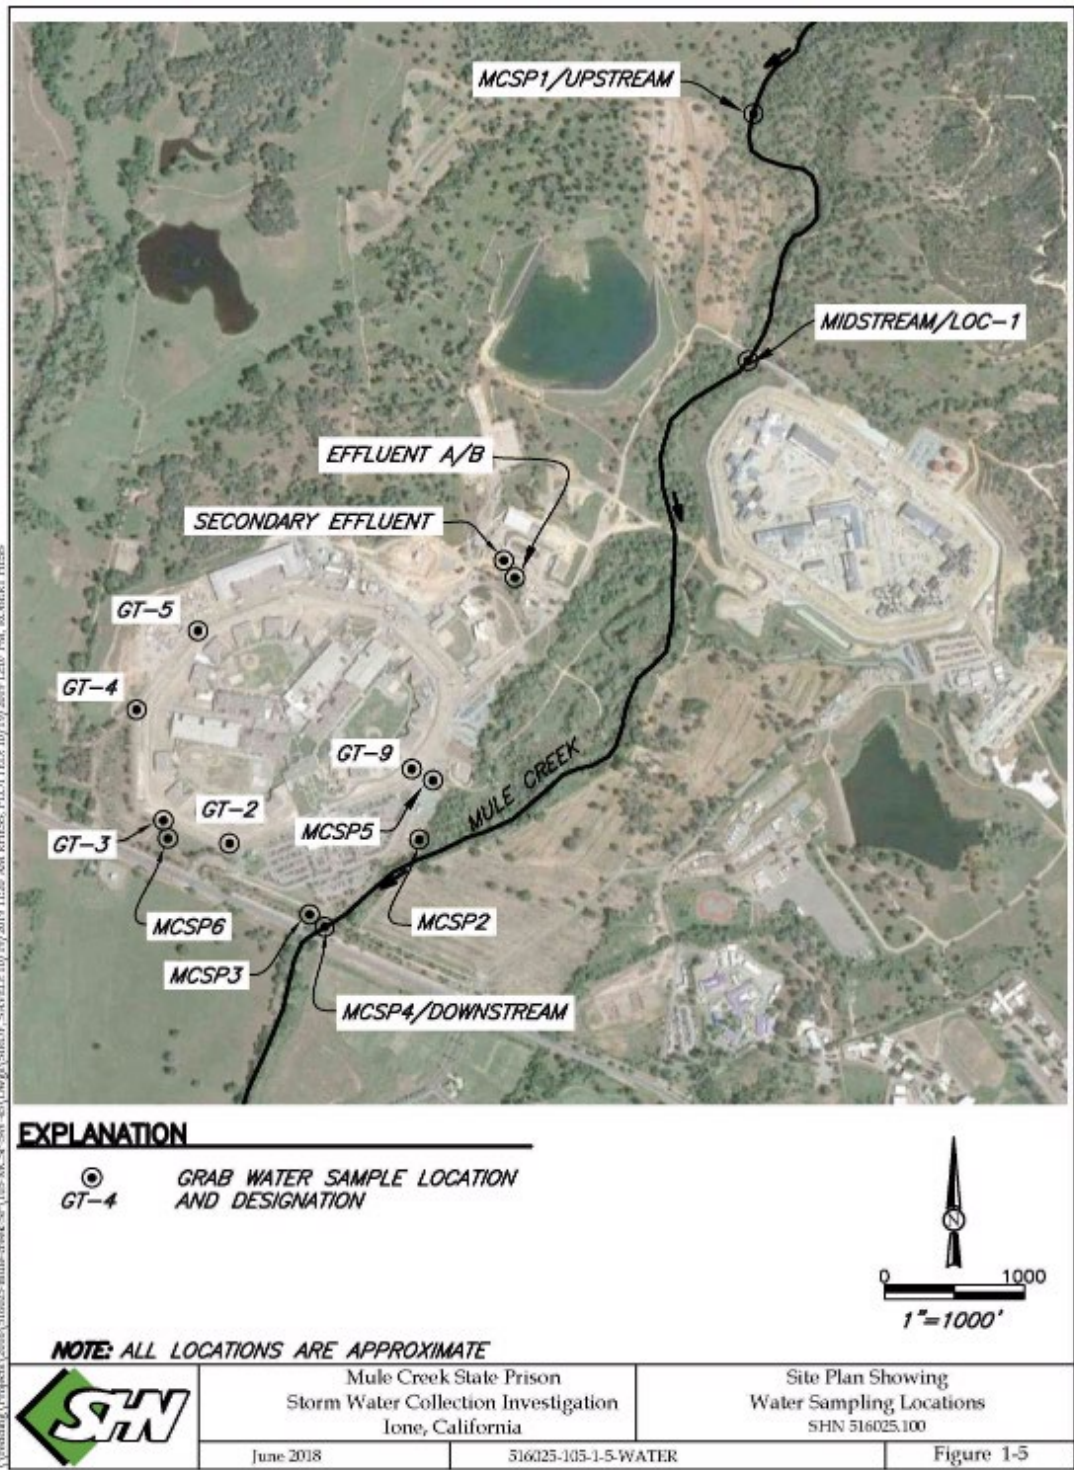 MCSP1/UPSTREAM
MIDSTREAM/LOC-1
EFFLUENT A/B
SECONDARY EFFLUENT
GT-5
GT-4
GT-9
MULE CREEK
GT-2
MCSP5
GT-3
MCSP6
MCSP2
MCSP3
MCSP4/DOWNSTREAM
EXPLANATION
GT-4
GRAB WATER SAMPLE LOCATION
AND DESIGNATION
N
0 1000
1"=1000'
NOTE: ALL LOCATIONS ARE APPROXIMATE
SHN
Mule Creek State Prison
Storm Water Collection Investigation
Ione, California
Site Plan Showing
Water Sampling Locations
SHN 516025.100
June 2018
516025-105-1-5-WATER
Figure 1-5